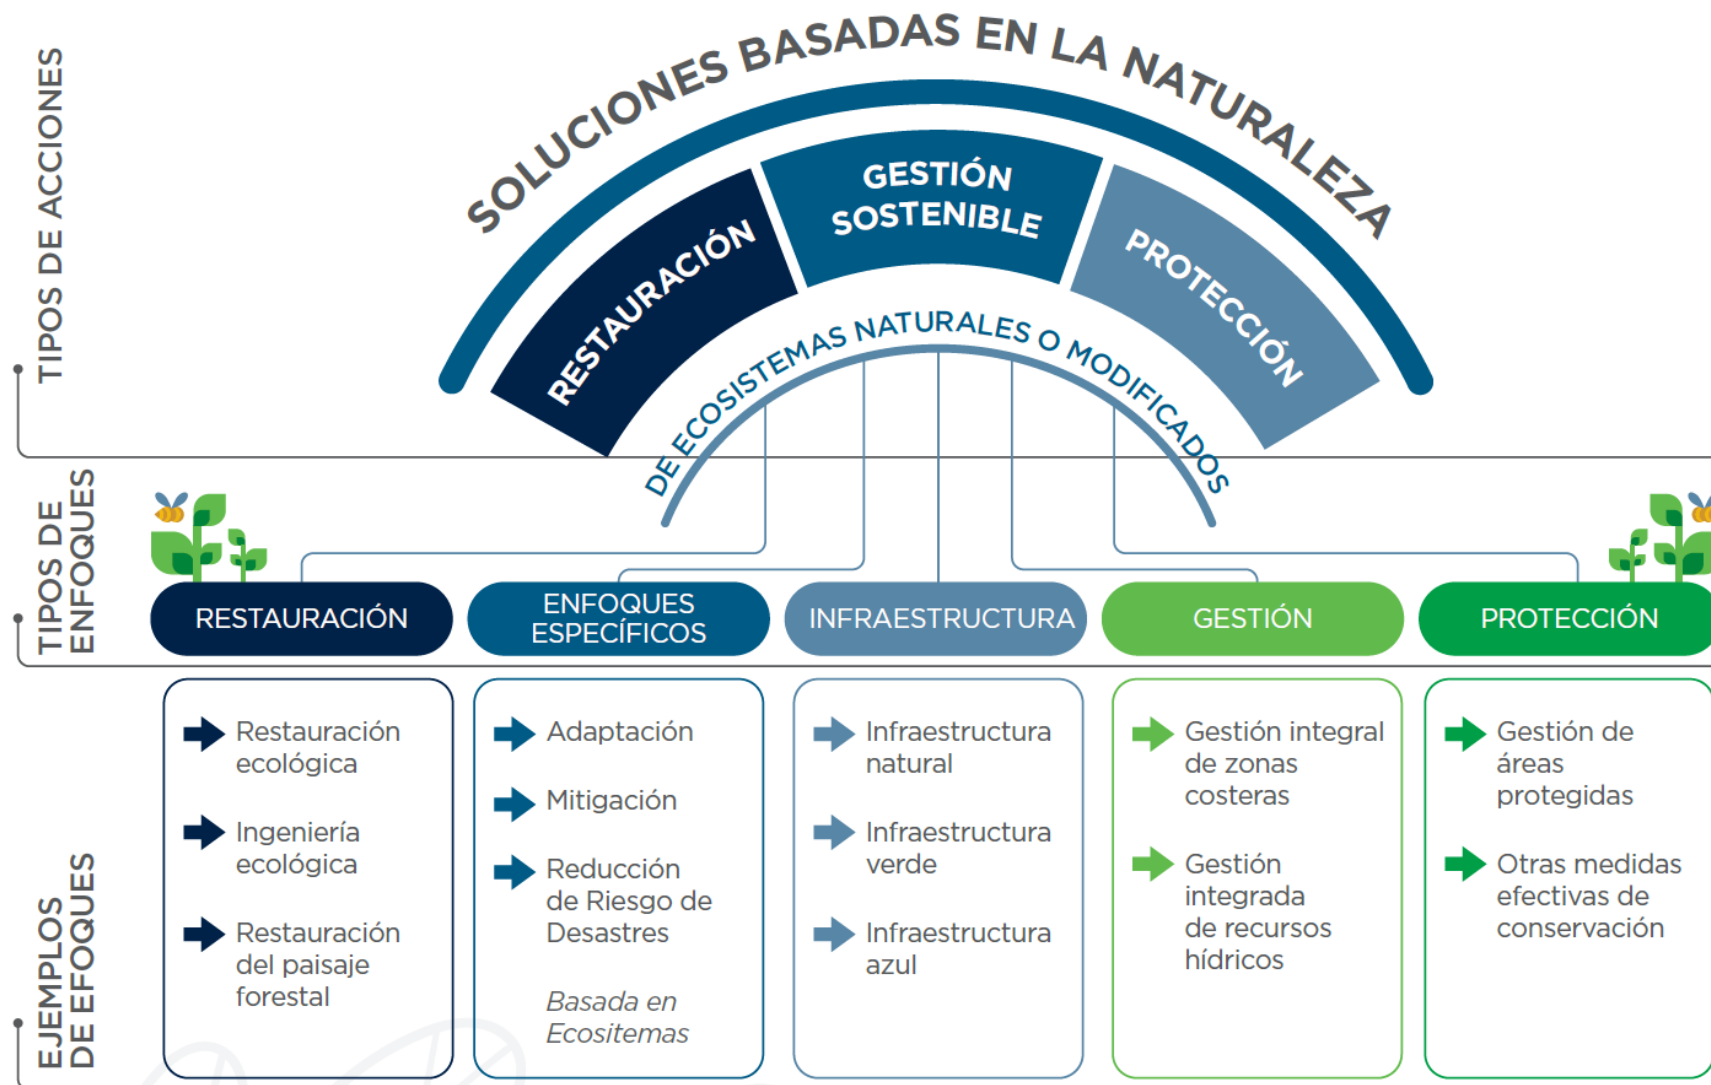 TIPOS DE ACCIONES
SOLUCIONES BASADAS EN LA NATURALEZA
RESTAURACIÓN
GESTIÓN
SOSTENIBLE
PROTECCIÓN
DE ECOSISTEMAS NATURALES O MODIFICADOS
TIPOS DE
ENFOQUES
RESTAURACIÓN
ENFOQUES
ESPECÍFICOS
INFRAESTRUCTURA
GESTIÓN
PROTECCIÓN
EJEMPLOS
DE EFOQUES
Restauración
ecológica
Ingeniería
ecológica
Restauración
del paisaje
forestal
Adaptación
Mitigación
Reducción
de Riesgo de
Desastres
Basada en
Ecositemas
Infraestructura
natural
Infraestructura
verde
Infraestructura
azul
Gestión integral
de zonas
costeras
Gestión
integrada
de recursos
hídricos
Gestión de
áreas
protegidas
Otras medidas
efectivas de
conservación